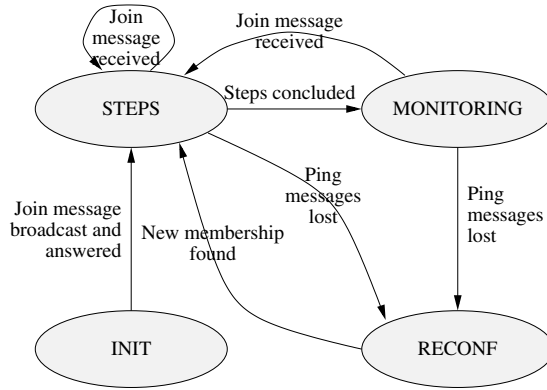 Join
message
received
Join message
received
STEPS
Steps concluded
MONITORING
Ping
messages
lost
Ping
messages
lost
Join message
broadcast and
answered
New membership
found
INIT
RECONF